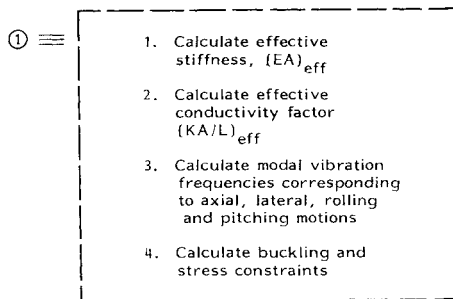 ① ≡
1. Calculate effective
stiffness, (EA)eff
2. Calculate effective
conductivity factor
(KA/L)eff
3. Calculate modal vibration
frequencies corresponding
to axial, lateral, rolling
and pitching motions
4. Calculate buckling and
stress constraints